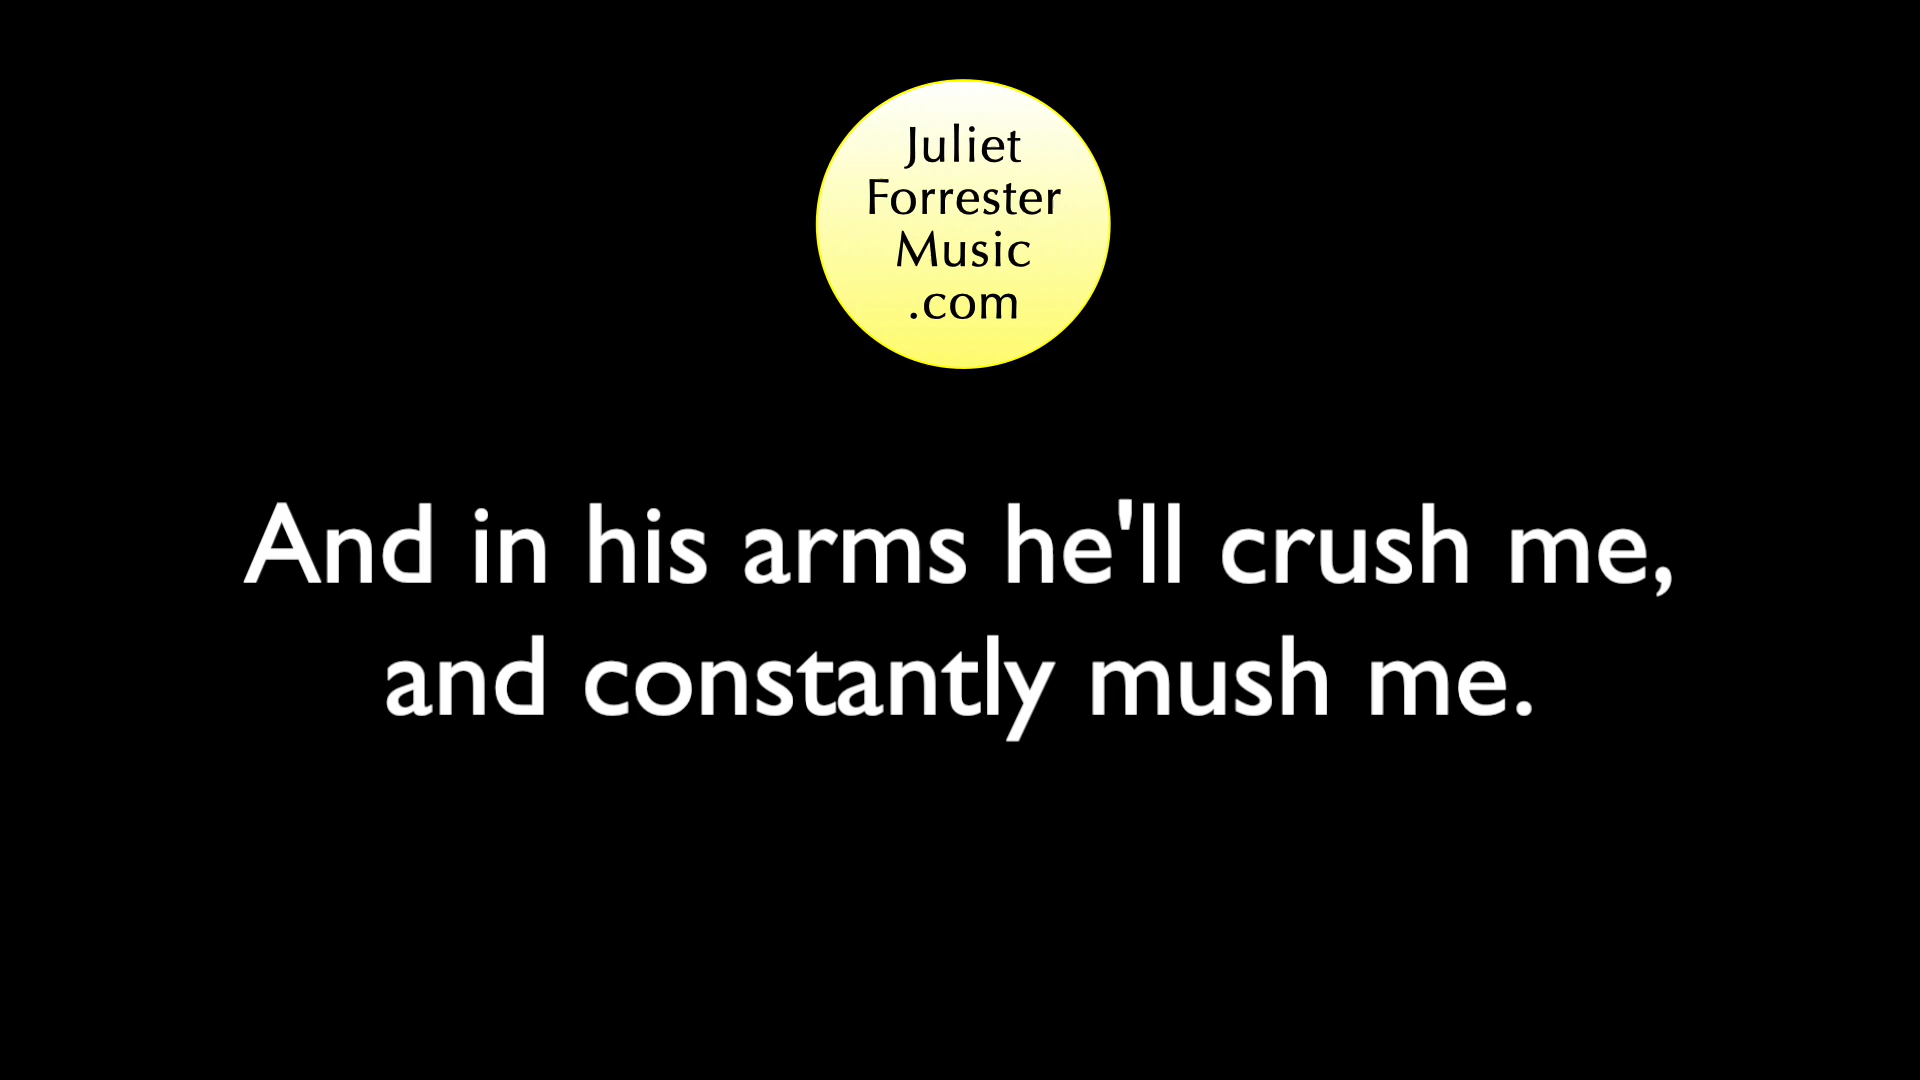 Juliet
Forrester
Music
.com
And in his arms he'll crush me,
and constantly mush me.